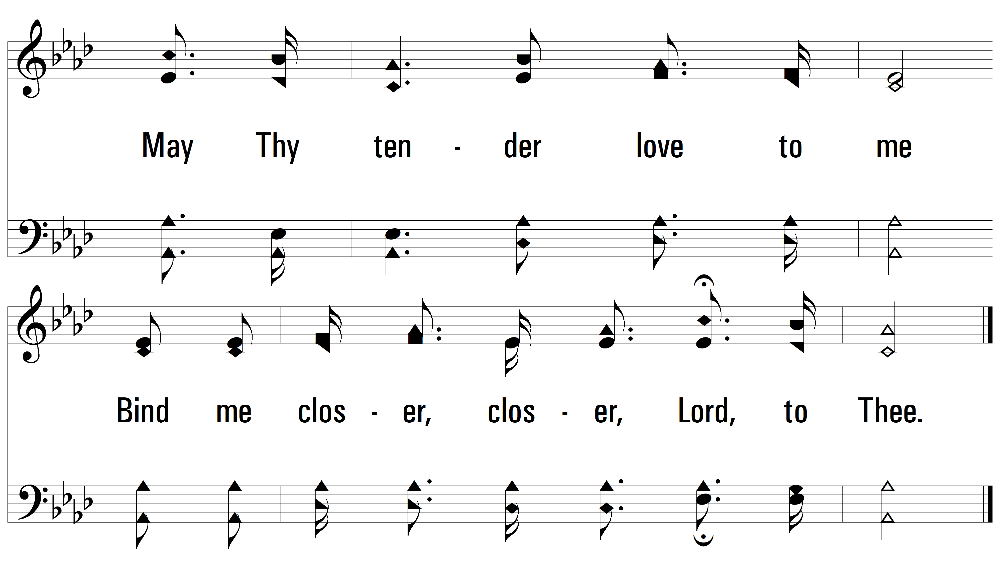 May Thy ten - der love to me
Bind me clos - er, clos - er, Lord, to Thee.